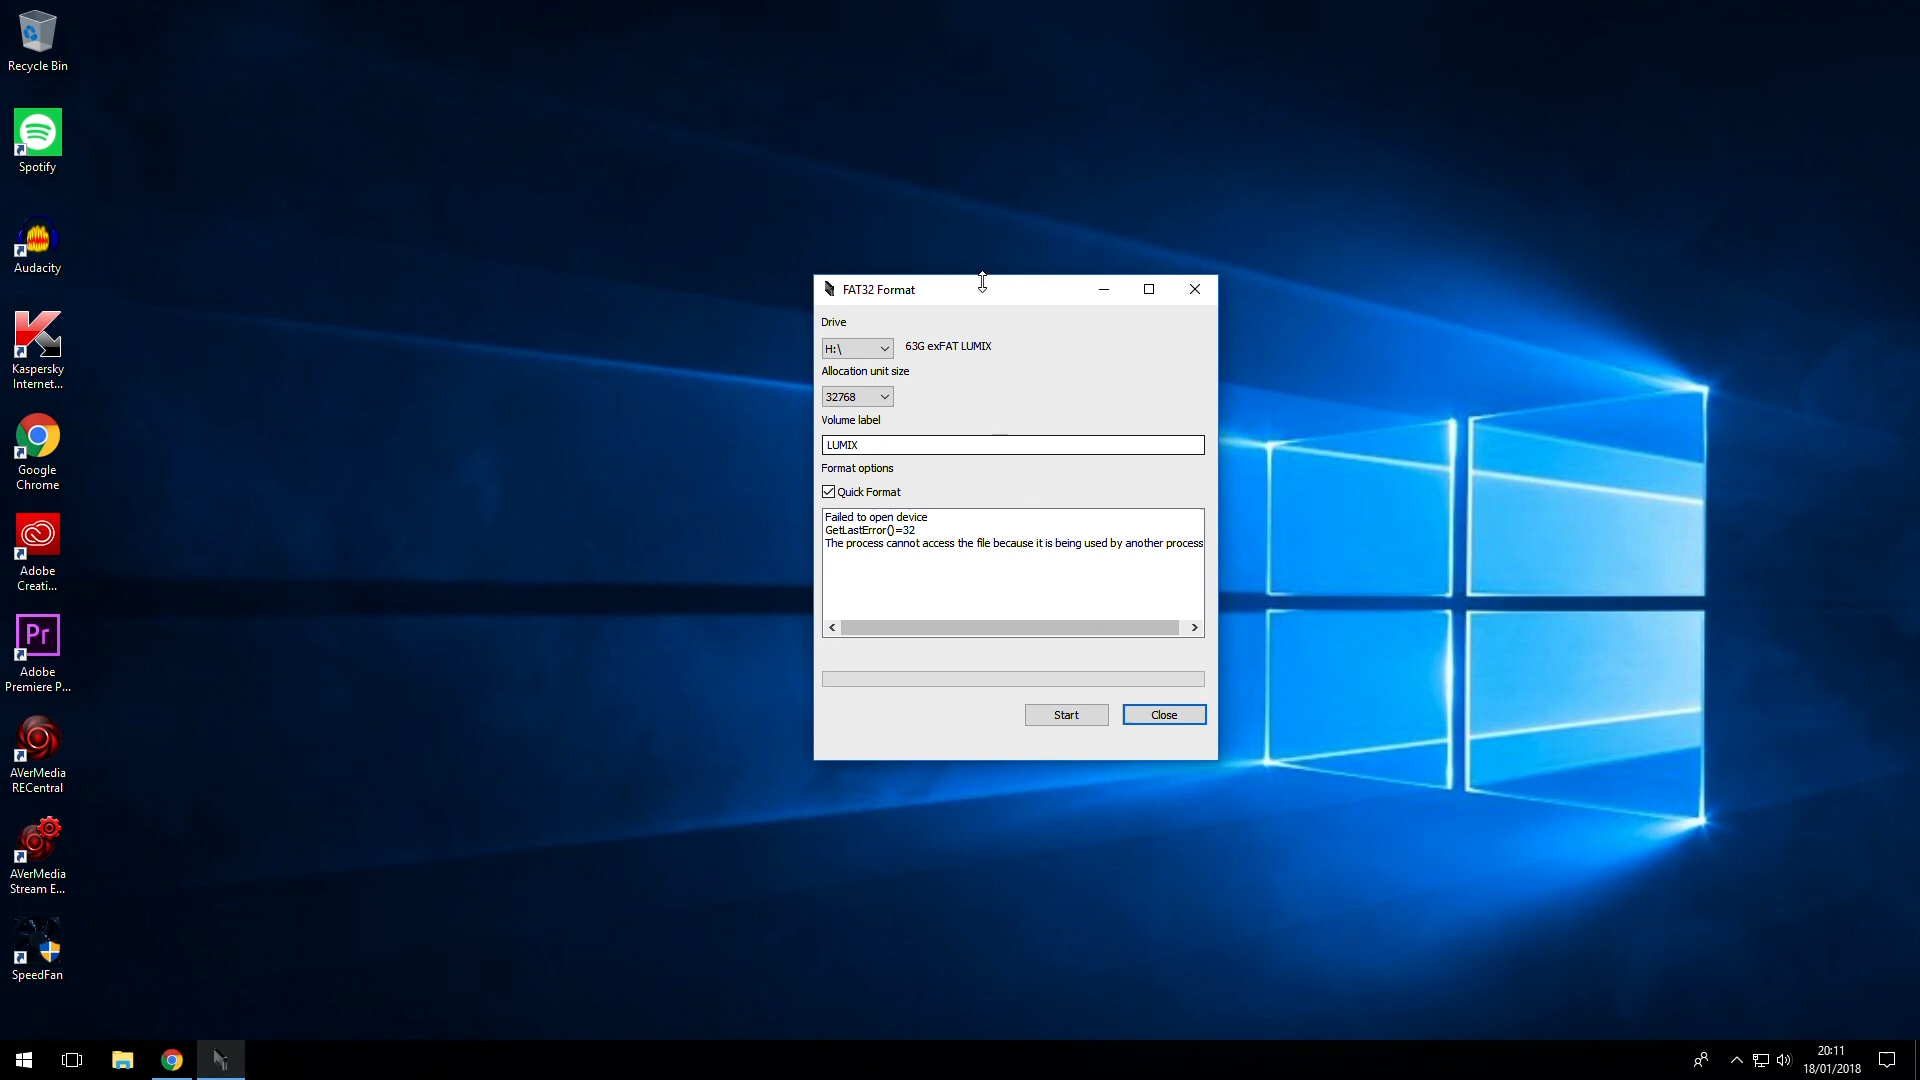 Recycle Bin
Spotify
Audacity
Kaspersky
Internet...
Google
Chrome
Adobe
Creati...
Pr
Adobe
Premiere P...
AVerMedia
RECentral
AVerMedia
Stream E...
SpeedFan
FAT32 Format
Drive
H:\ 63G exFAT LUMIX
Allocation unit size
32768
Volume label
LUMIX
Format options
Quick Format
Failed to open device
GetLastError()=32
The process cannot access the file because it is being used by another process
Start Close
20:11
18/01/2018